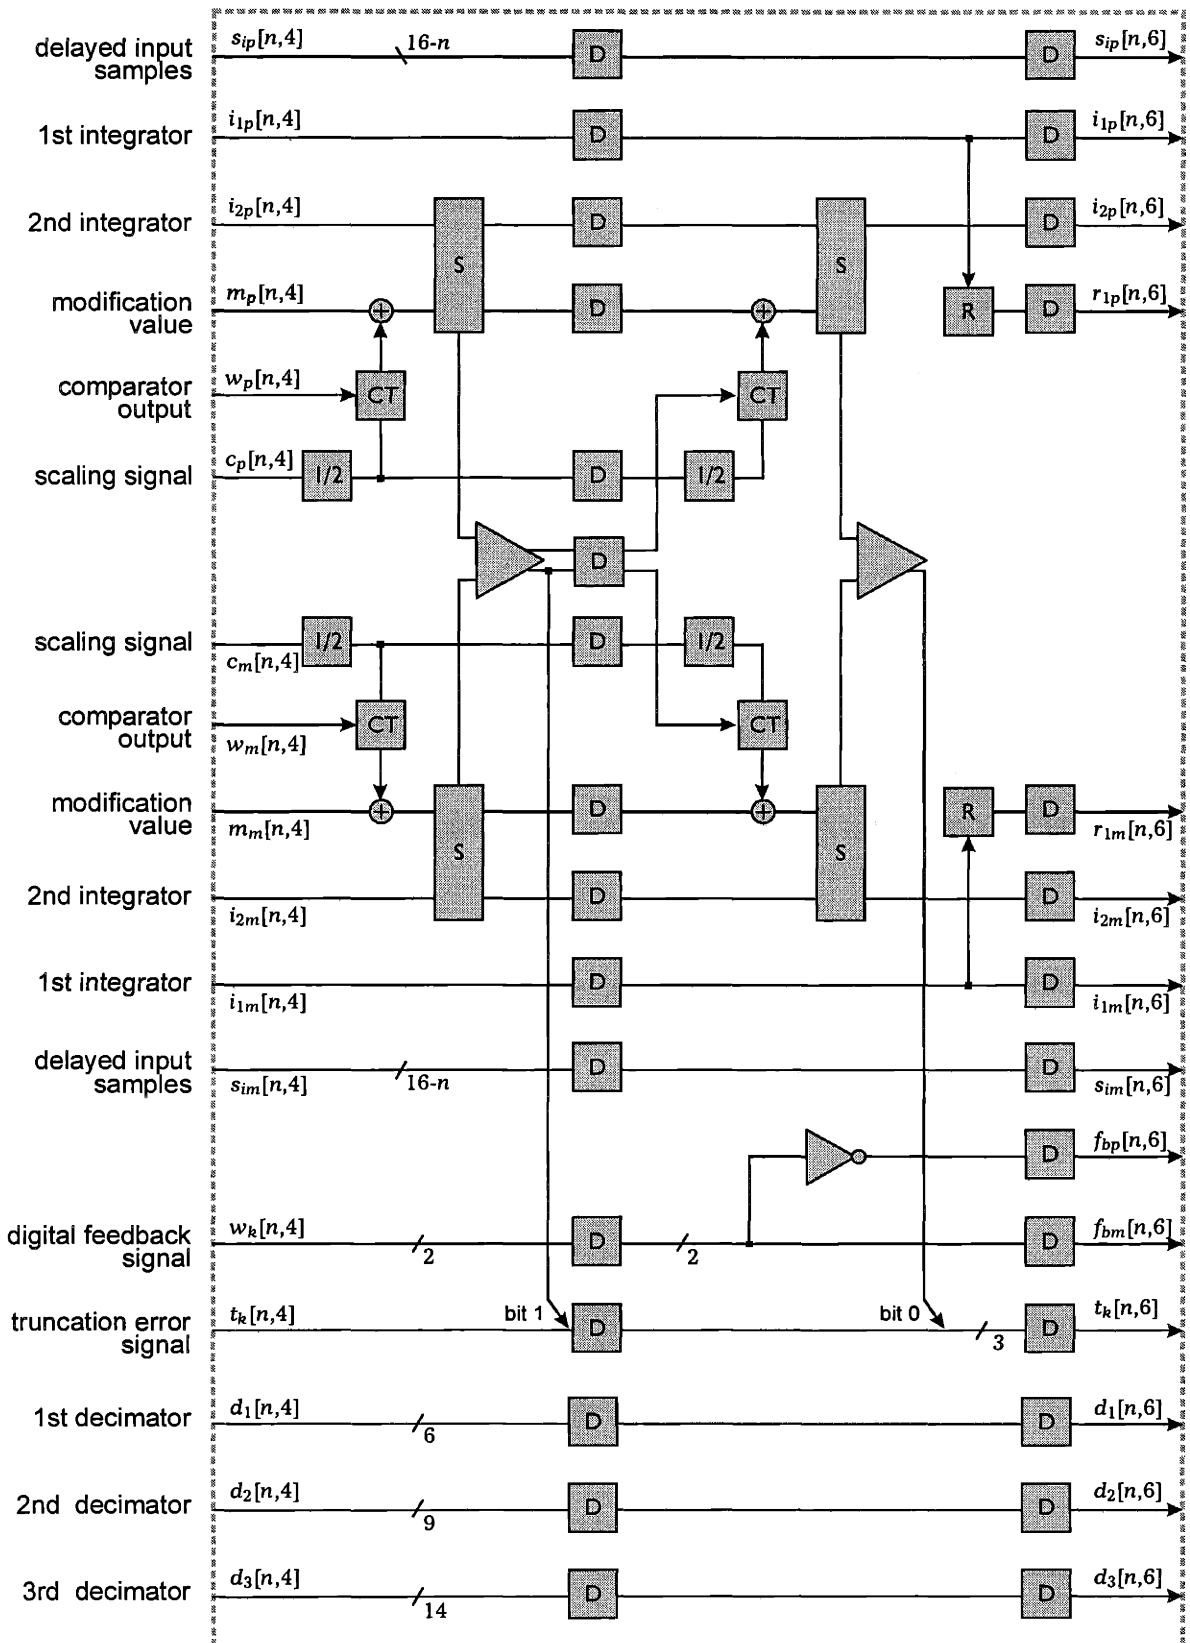 delayed input
samples
s_ip[n,4]
16-n
D
D
s_ip[n,6]
1st integrator
i_1p[n,4]
D
D
i_1p[n,6]
2nd integrator
i_2p[n,4]
S
D
S
D
i_2p[n,6]
modification
value
m_p[n,4]
+
D
+
R
D
r_1p[n,6]
comparator
output
w_p[n,4]
CT
CT
scaling signal
c_p[n,4]
1/2
D
1/2
D
scaling signal
c_m[n,4]
1/2
D
1/2
comparator
output
w_m[n,4]
CT
CT
modification
value
m_m[n,4]
+
D
+
R
D
r_1m[n,6]
2nd integrator
i_2m[n,4]
S
D
S
D
i_2m[n,6]
1st integrator
i_1m[n,4]
D
D
i_1m[n,6]
delayed input
samples
s_im[n,4]
16-n
D
D
s_im[n,6]
D
f_bp[n,6]
digital feedback
signal
w_k[n,4]
2
D
2
D
f_bm[n,6]
truncation error
signal
t_k[n,4]
bit 1
D
bit 0
3
D
t_k[n,6]
1st decimator
d_1[n,4]
6
D
D
d_1[n,6]
2nd decimator
d_2[n,4]
9
D
D
d_2[n,6]
3rd decimator
d_3[n,4]
14
D
D
d_3[n,6]